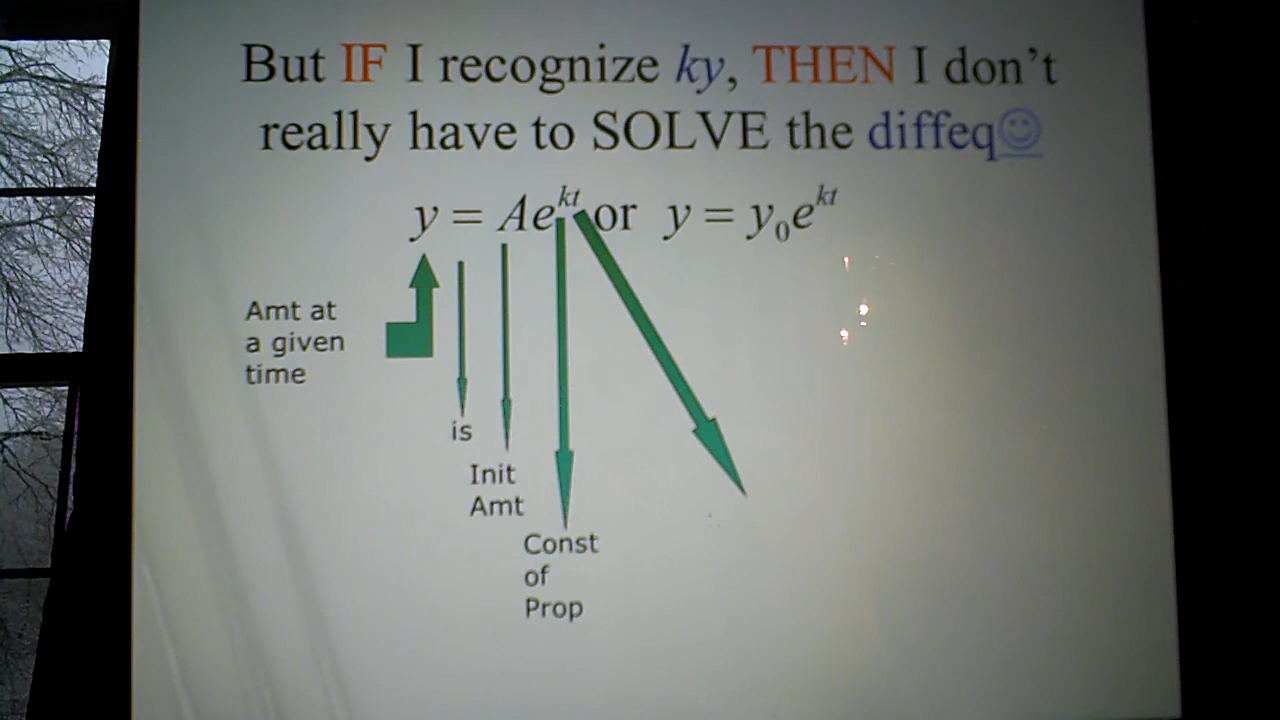 But IF I recognize ky, THEN I don't
really have to SOLVE the diffeq☺
y = Ae^{kt} or y = y₀e^{kt}
Amt at
a given
time
is
Init
Amt
Const
of
Prop